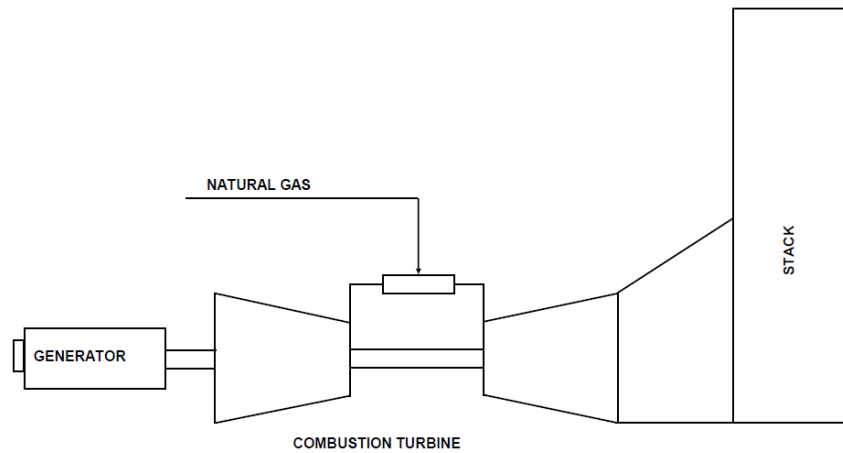 NATURAL GAS
STACK
GENERATOR
COMBUSTION TURBINE